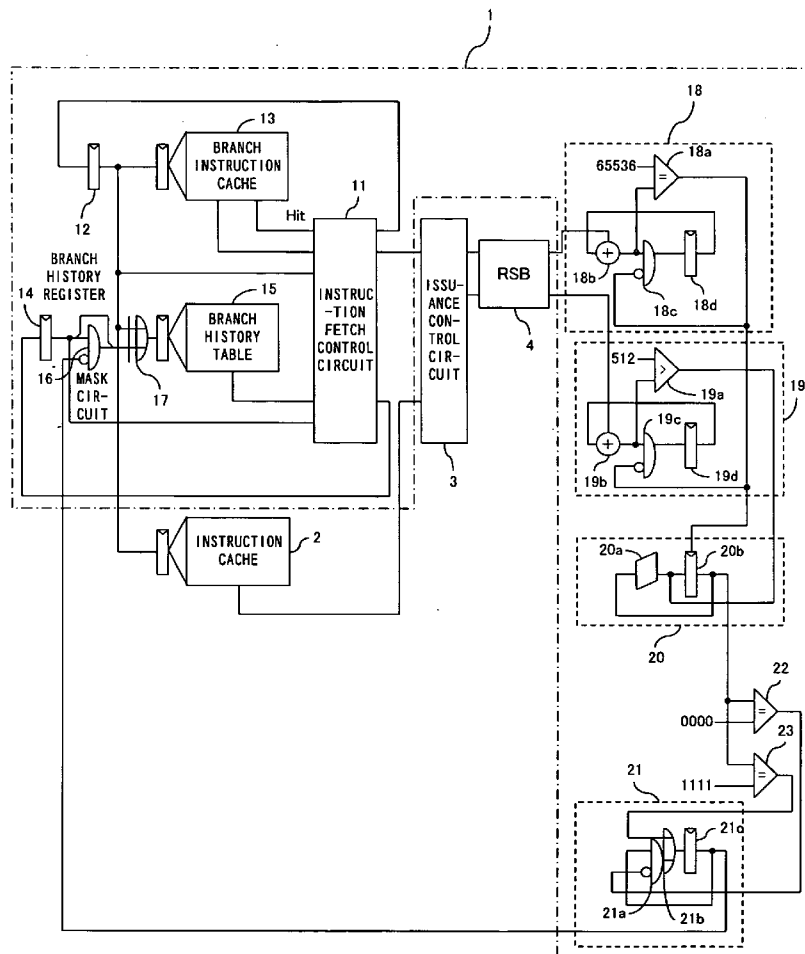 1
13
BRANCH
INSTRUCTION
CACHE
12
Hit
11
INSTRUC
-TION
FETCH
CONTROL
CIRCUIT
BRANCH
HISTORY
REGISTER
14
15
BRANCH
HISTORY
TABLE
16
MASK
CIR-
CUIT
17
INSTRUCTION
CACHE
2
ISSU-
ANCE
CON-
TROL
CIR-
CUIT
3
RSB
4
18
18a
65536
=
18b
+
18c
18d
19
512
>
19a
19b
+
19c
19d
20a
20b
20
22
0000
=
23
1111
=
21
21a
21b
21c